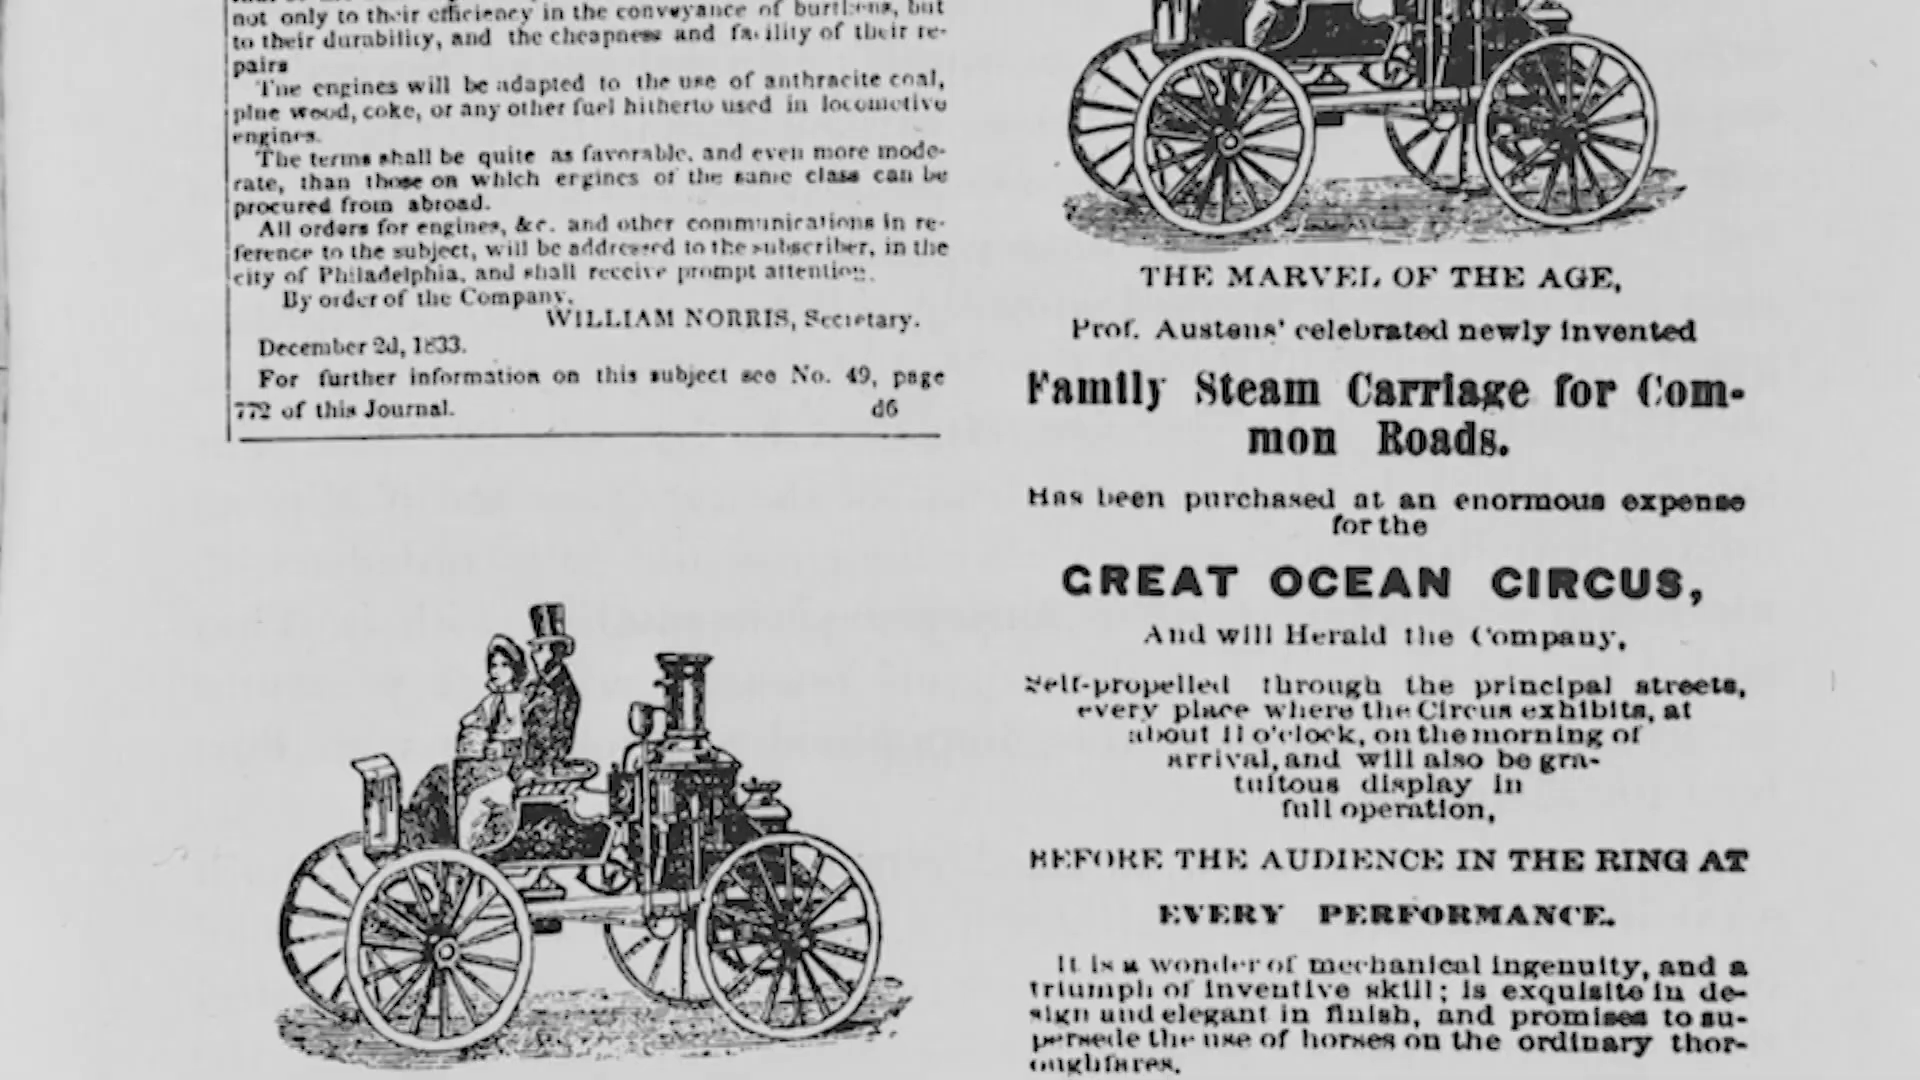 not only to their efficiency in the conveyance of burthens, but
to their durability, and the cheapness and facility of their re-
pairs
The engines will be adapted to the use of anthracite coal,
pine wood, coke, or any other fuel hitherto used in locomotive
engines.
The terms shall be quite as favorable, and even more mode-
rate, than those on which engines of the same class can be
procured from abroad.
All orders for engines, &c. and other communications in re-
ference to the subject, will be addressed to the subscriber, in the
city of Philadelphia, and shall receive prompt attention.
By order of the Company,
WILLIAM NORRIS, Secretary.
December 2d, 1833.
For further information on this subject see No. 49, page
772 of this Journal. d6
THE MARVEL OF THE AGE,
Prof. Austens' celebrated newly invented
Family Steam Carriage for Com-
mon Roads.
Has been purchased at an enormous expense
for the
GREAT OCEAN CIRCUS,
And will Herald the Company,
Self-propelled through the principal streets,
every place where the Circus exhibits, at
about 11 o'clock, on the morning of
arrival, and will also be gra-
tuitous display in
full operation,
BEFORE THE AUDIENCE IN THE RING AT
EVERY PERFORMANCE.
It is a wonder of mechanical ingenuity, and a
triumph of inventive skill; is exquisite in de-
sign and elegant in finish, and promises to su-
persede the use of horses on the ordinary thor-
oughfares.